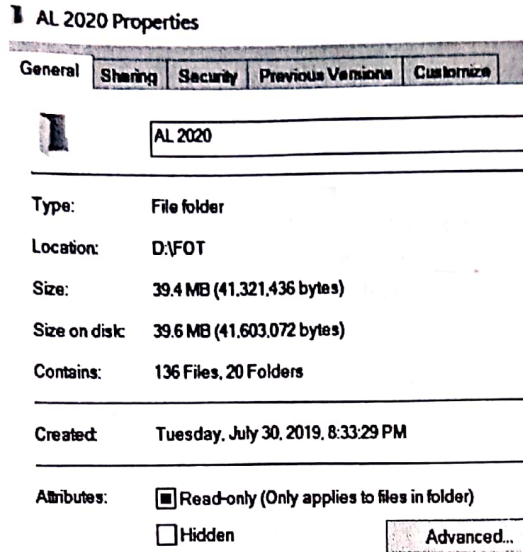 AL 2020 Properties
General Sharing Security Previous Versions Customize
AL 2020
Type: File folder
Location: D:\FOT
Size: 39.4 MB (41,321,436 bytes)
Size on disk: 39.6 MB (41,603,072 bytes)
Contains: 136 Files, 20 Folders
Created: Tuesday, July 30, 2019, 8:33:29 PM
Attributes: Read-only (Only applies to files in folder)
Hidden Advanced...